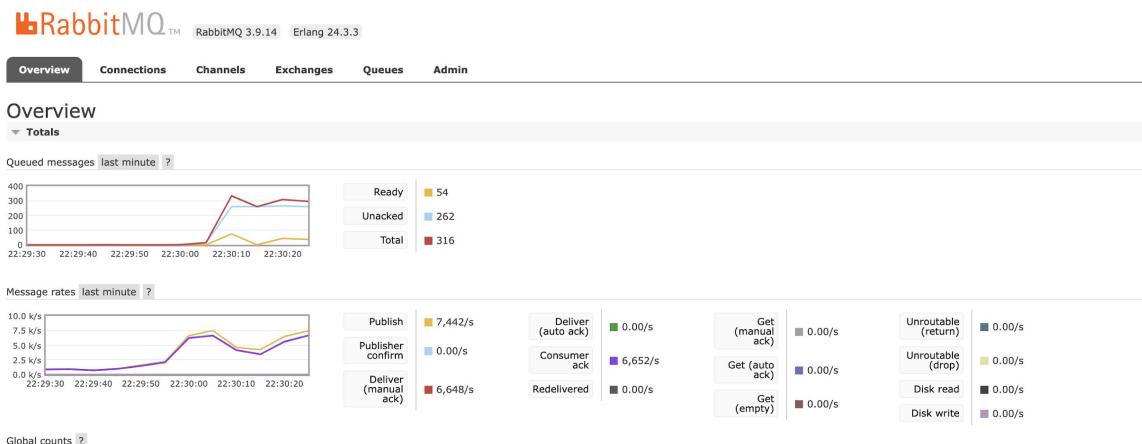 RabbitMQ TM RabbitMQ 3.9.14 Erlang 24.3.3
Overview Connections Channels Exchanges Queues Admin
Overview
Totals
Queued messages last minute ?
400
300
200
100
0
22:29:30 22:29:40 22:29:50 22:30:00 22:30:10 22:30:20
Ready 54
Unacked 262
Total 316
Message rates last minute ?
10.0 k/s
7.5 k/s
5.0 k/s
2.5 k/s
0.0 k/s
22:29:30 22:29:40 22:29:50 22:30:00 22:30:10 22:30:20
Publish 7,442/s
Publisher
confirm 0.00/s
Deliver
(manual
ack) 6,648/s
Deliver
(auto ack) 0.00/s
Consumer
ack 6,652/s
Redelivered 0.00/s
Get
(manual
ack) 0.00/s
Get (auto
ack) 0.00/s
Get
(empty) 0.00/s
Unroutable
(return) 0.00/s
Unroutable
(drop) 0.00/s
Disk read 0.00/s
Disk write 0.00/s
Global counts ?